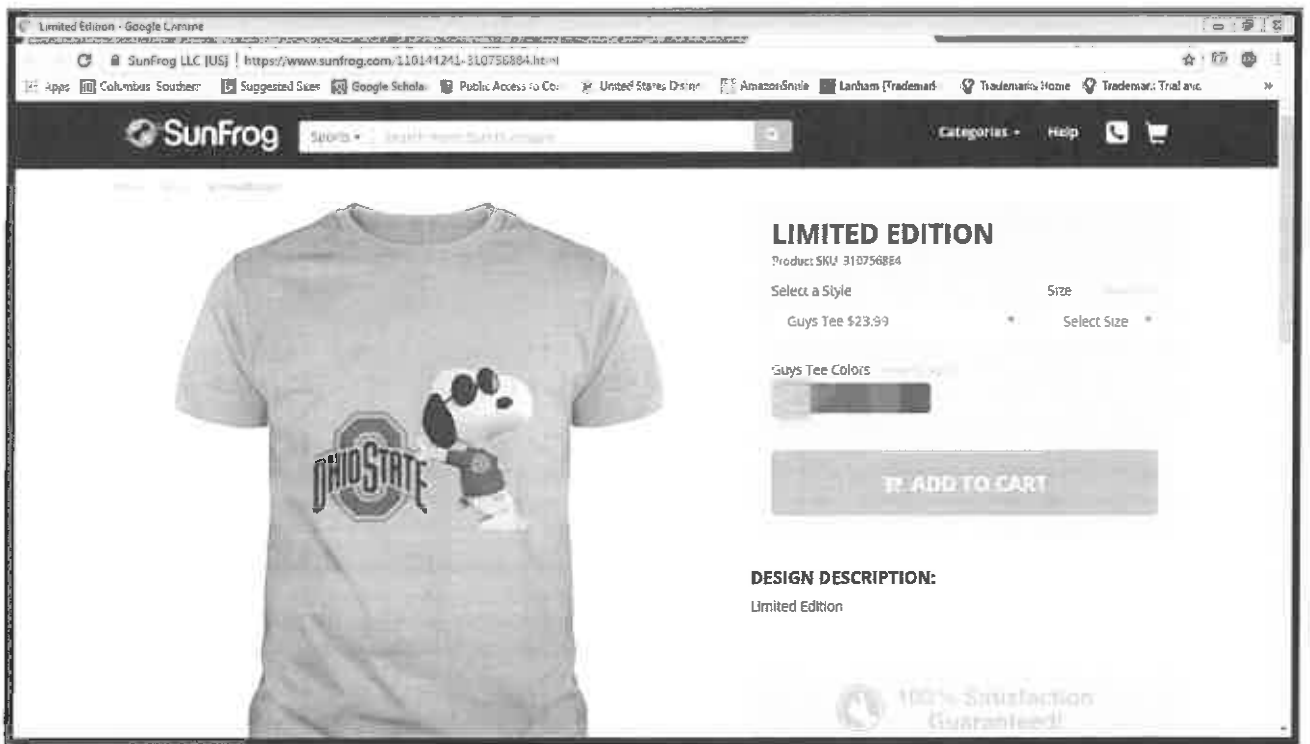 Limited Edition - Google Chrome
SunFrog LLC [US] | https://www.sunfrog.com/110141241-310756884.html
Apps Columbus Southern Suggested Sites Google Schola Public Access to Co United States Distric AmazonSmile Lanham (Trademark Trademarks Home Trademark Trial anc »
SunFrog Sports Categories Help
LIMITED EDITION
Product SKU 310756884
Select a Style Size
Guys Tee $23.99 Select Size
Guys Tee Colors
OHIO STATE
ADD TO CART
DESIGN DESCRIPTION:
Limited Edition
100% Satisfaction
Guaranteed!